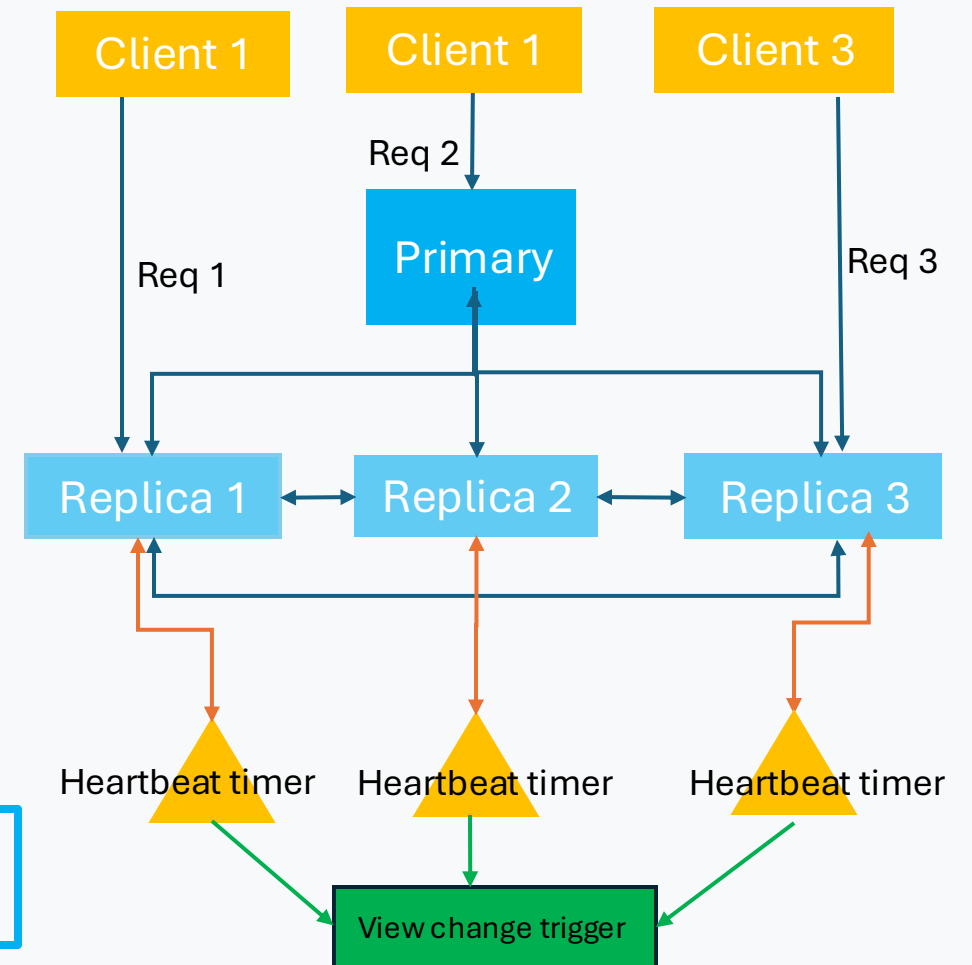 Client 1
Client 1
Client 3
Req 2
Primary
Req 1
Req 3
Replica 1
Replica 2
Replica 3
Heartbeat timer
Heartbeat timer
Heartbeat timer
View change trigger